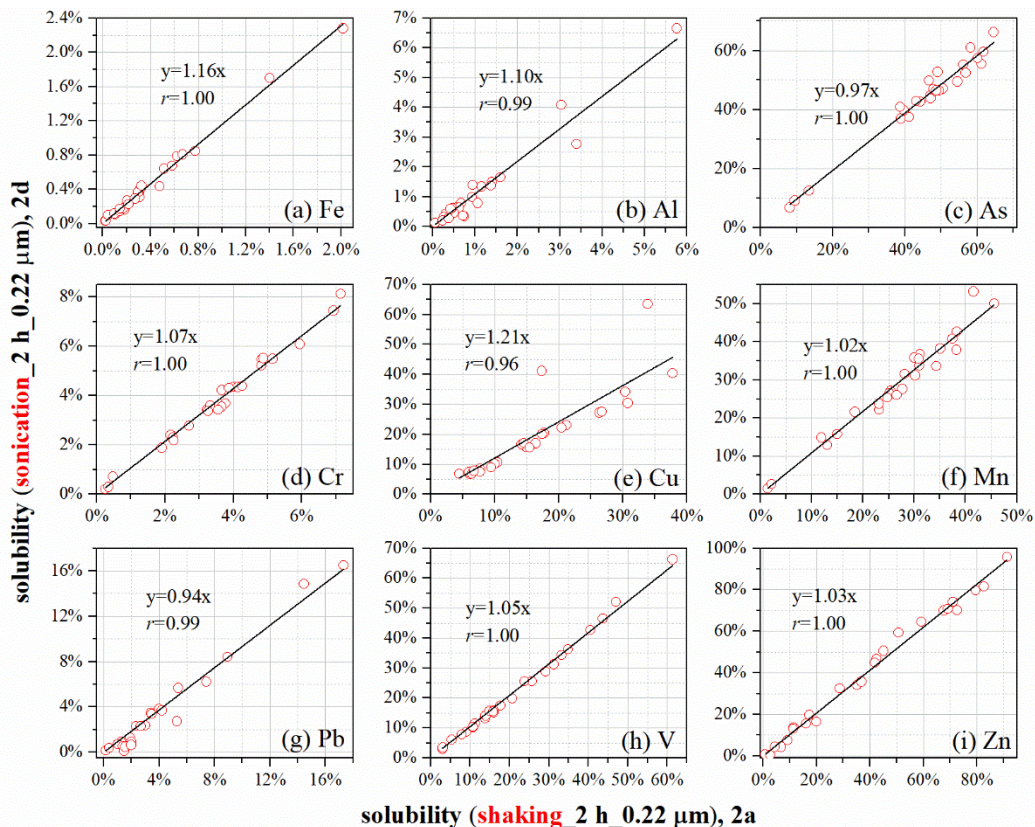 solubility (sonication_2 h_0.22 μm), 2d
2.4%
2.0%
1.6%
1.2%
0.8%
0.4%
0.0%
y=1.16x
r=1.00
(a) Fe
0.0% 0.4% 0.8% 1.2% 1.6% 2.0%
7%
6%
5%
4%
3%
2%
1%
0%
y=1.10x
r=0.99
(b) Al
0% 1% 2% 3% 4% 5% 6%
60%
40%
20%
0%
y=0.97x
r=1.00
(c) As
0% 20% 40% 60%
8%
6%
4%
2%
0%
y=1.07x
r=1.00
(d) Cr
0% 2% 4% 6%
70%
60%
50%
40%
30%
20%
10%
0%
y=1.21x
r=0.96
(e) Cu
0% 10% 20% 30% 40%
50%
40%
30%
20%
10%
0%
y=1.02x
r=1.00
(f) Mn
0% 10% 20% 30% 40% 50%
16%
12%
8%
4%
0%
y=0.94x
r=0.99
(g) Pb
0% 4% 8% 12% 16%
70%
60%
50%
40%
30%
20%
10%
0%
y=1.05x
r=1.00
(h) V
0% 10% 20% 30% 40% 50% 60%
100%
80%
60%
40%
20%
0%
y=1.03x
r=1.00
(i) Zn
0% 20% 40% 60% 80%
solubility (shaking_2 h_0.22 μm), 2a